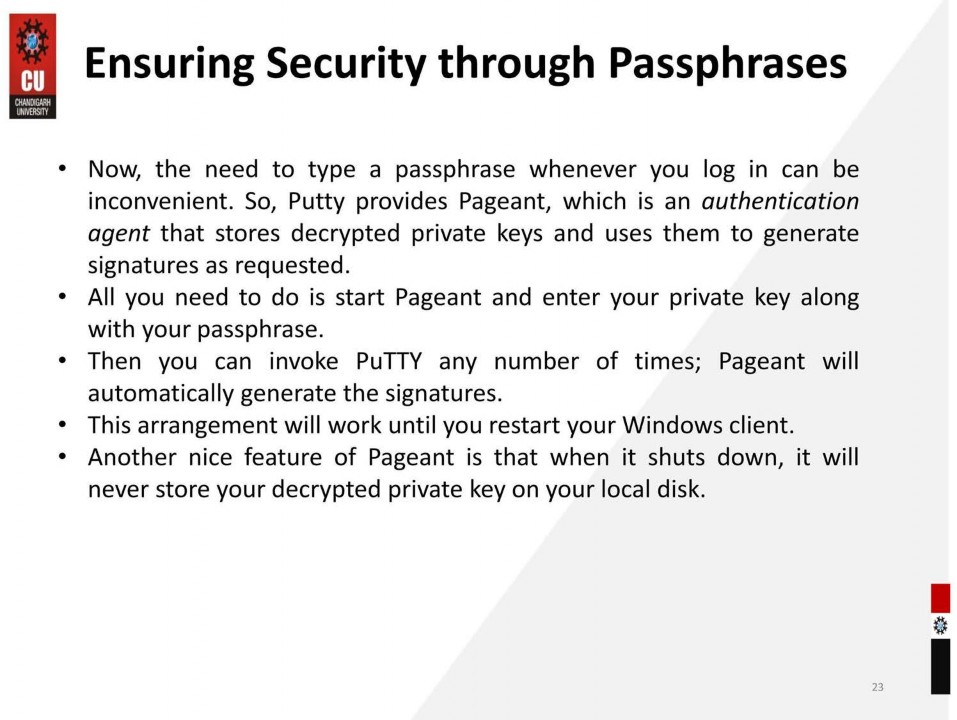 CU
CHANDIGARH
UNIVERSITY
Ensuring Security through Passphrases
• Now, the need to type a passphrase whenever you log in can be
inconvenient. So, Putty provides Pageant, which is an authentication
agent that stores decrypted private keys and uses them to generate
signatures as requested.
• All you need to do is start Pageant and enter your private key along
with your passphrase.
• Then you can invoke PuTTY any number of times; Pageant will
automatically generate the signatures.
• This arrangement will work until you restart your Windows client.
• Another nice feature of Pageant is that when it shuts down, it will
never store your decrypted private key on your local disk.
23